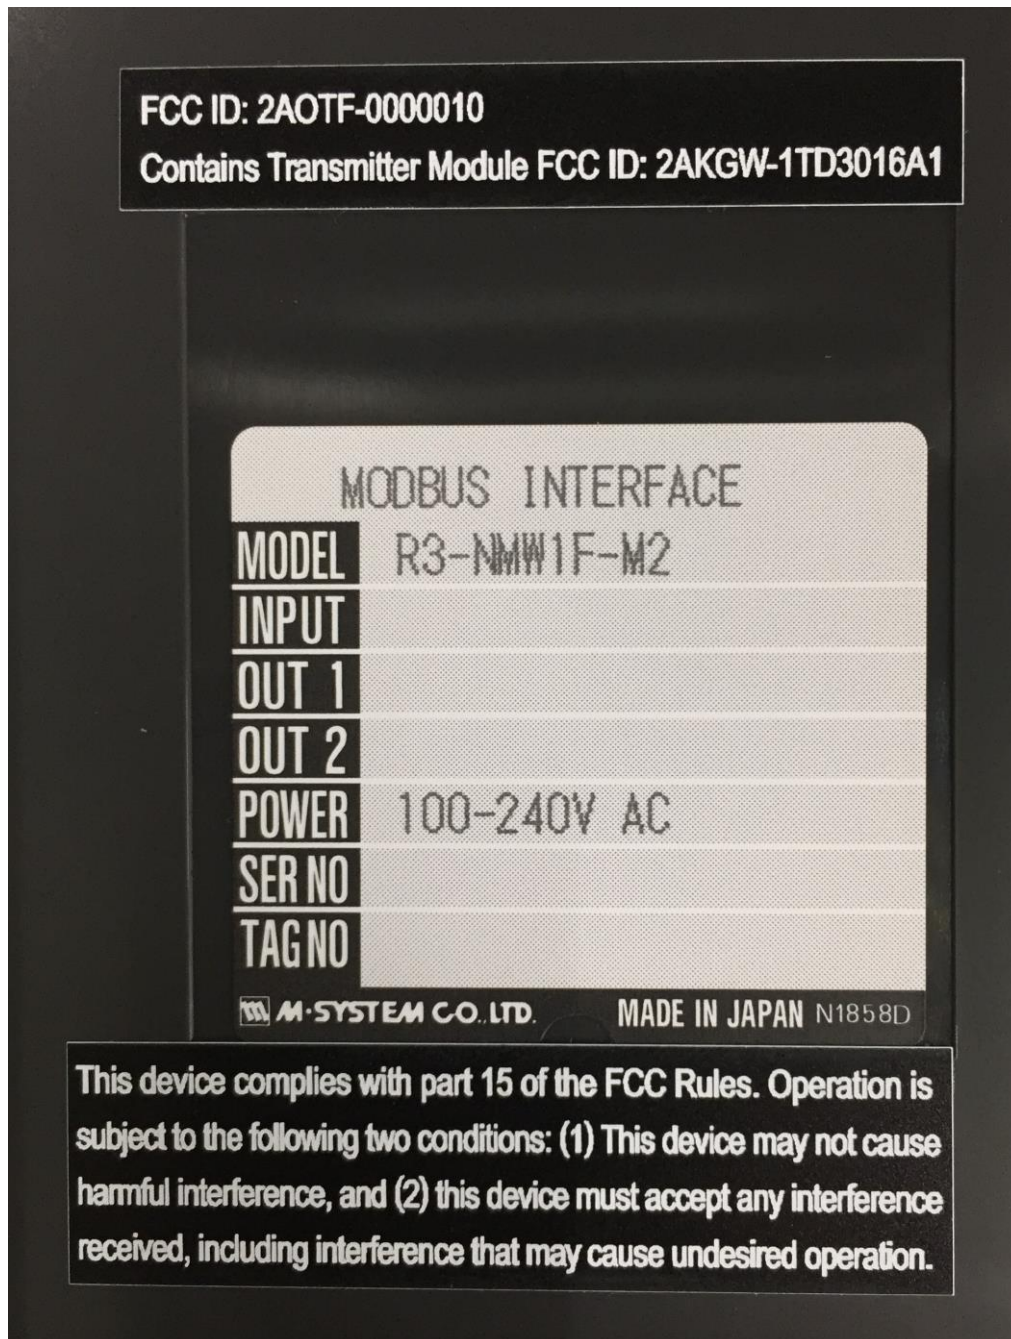 FCC ID: 2AOTF-0000010
Contains Transmitter Module FCC ID: 2AKGW-1TD3016A1
MODBUS INTERFACE
MODEL R3-NMW1F-M2
INPUT
OUT 1
OUT 2
POWER 100-240V AC
SER NO
TAG NO
M·SYSTEM CO.,LTD. MADE IN JAPAN N1858D
This device complies with part 15 of the FCC Rules. Operation is
subject to the following two conditions: (1) This device may not cause
harmful interference, and (2) this device must accept any interference
received, including interference that may cause undesired operation.